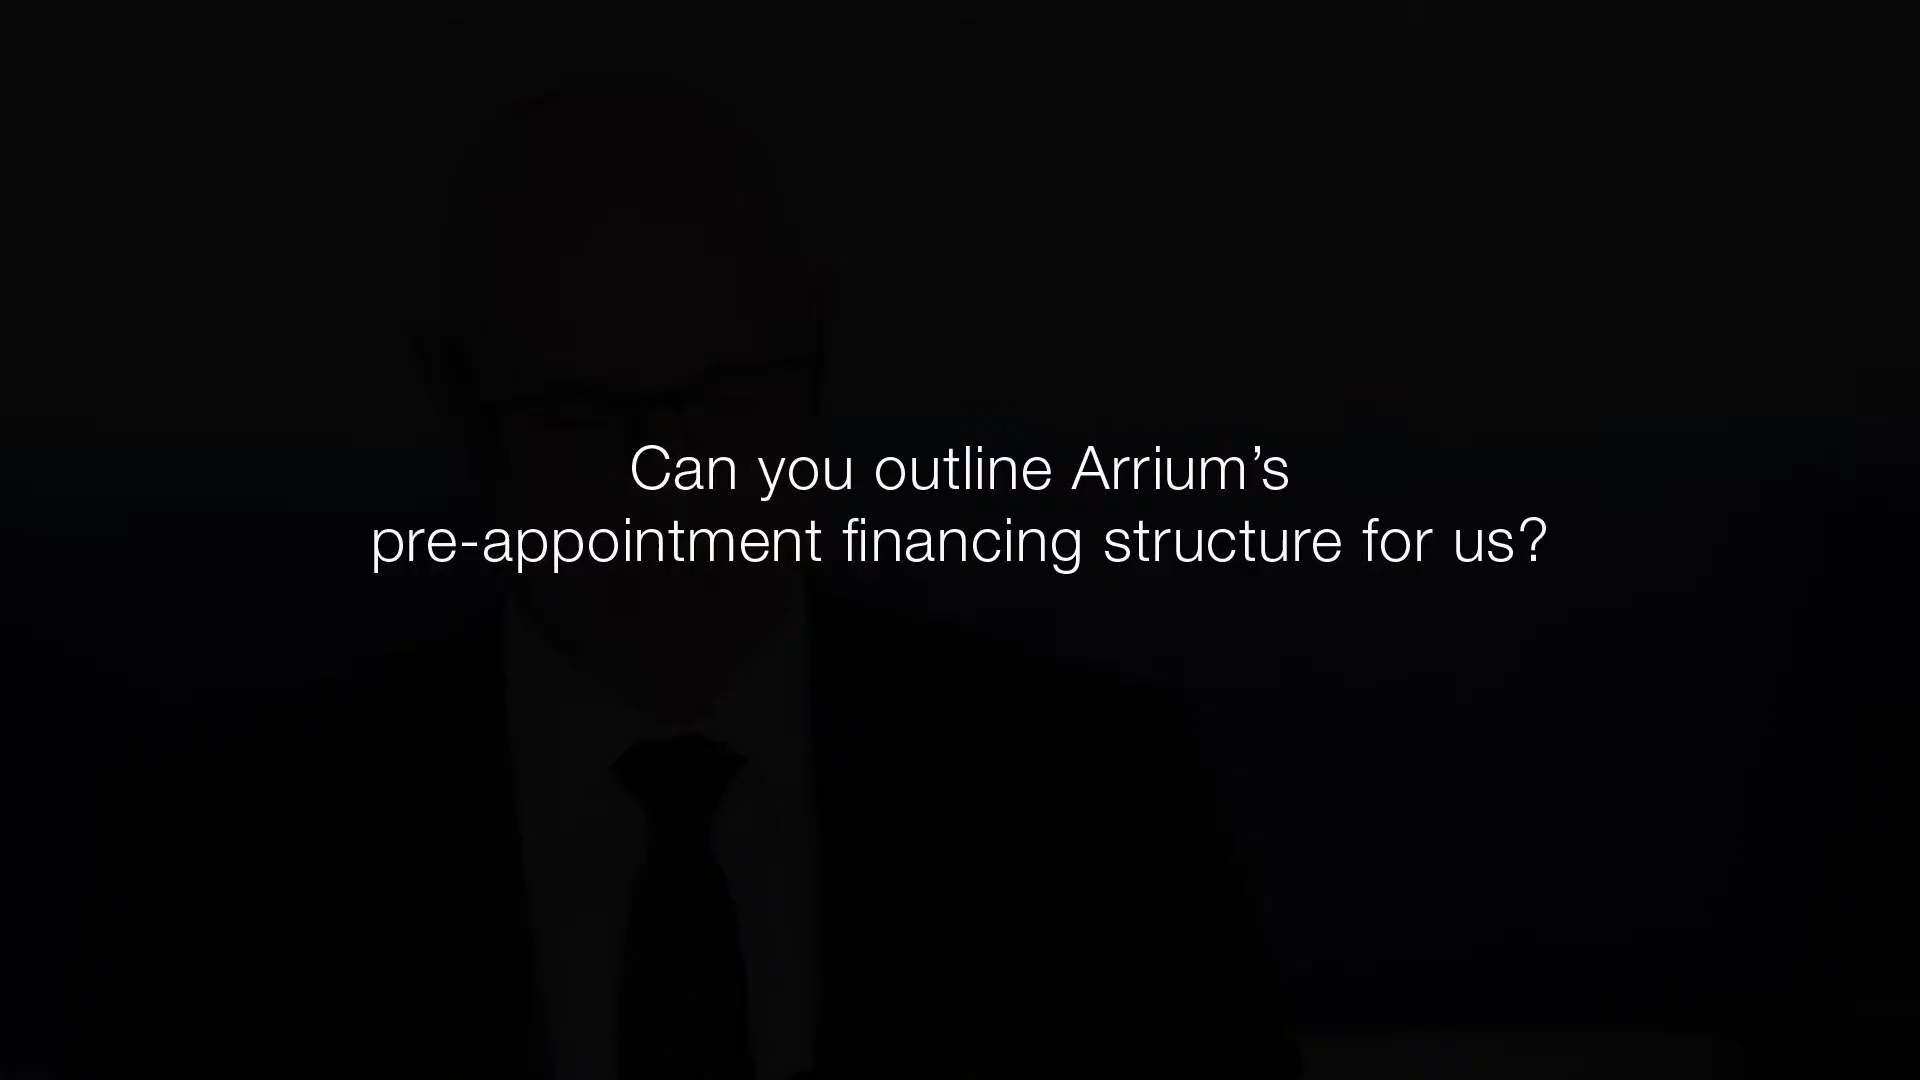 Can you outline Arrium’s
pre-appointment financing structure for us?